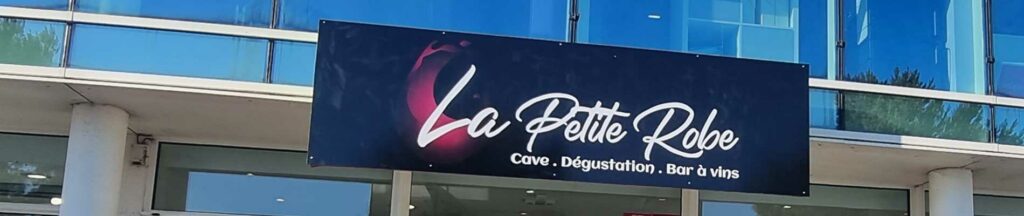 La Petite Robe
Cave . Dégustation . Bar à vins